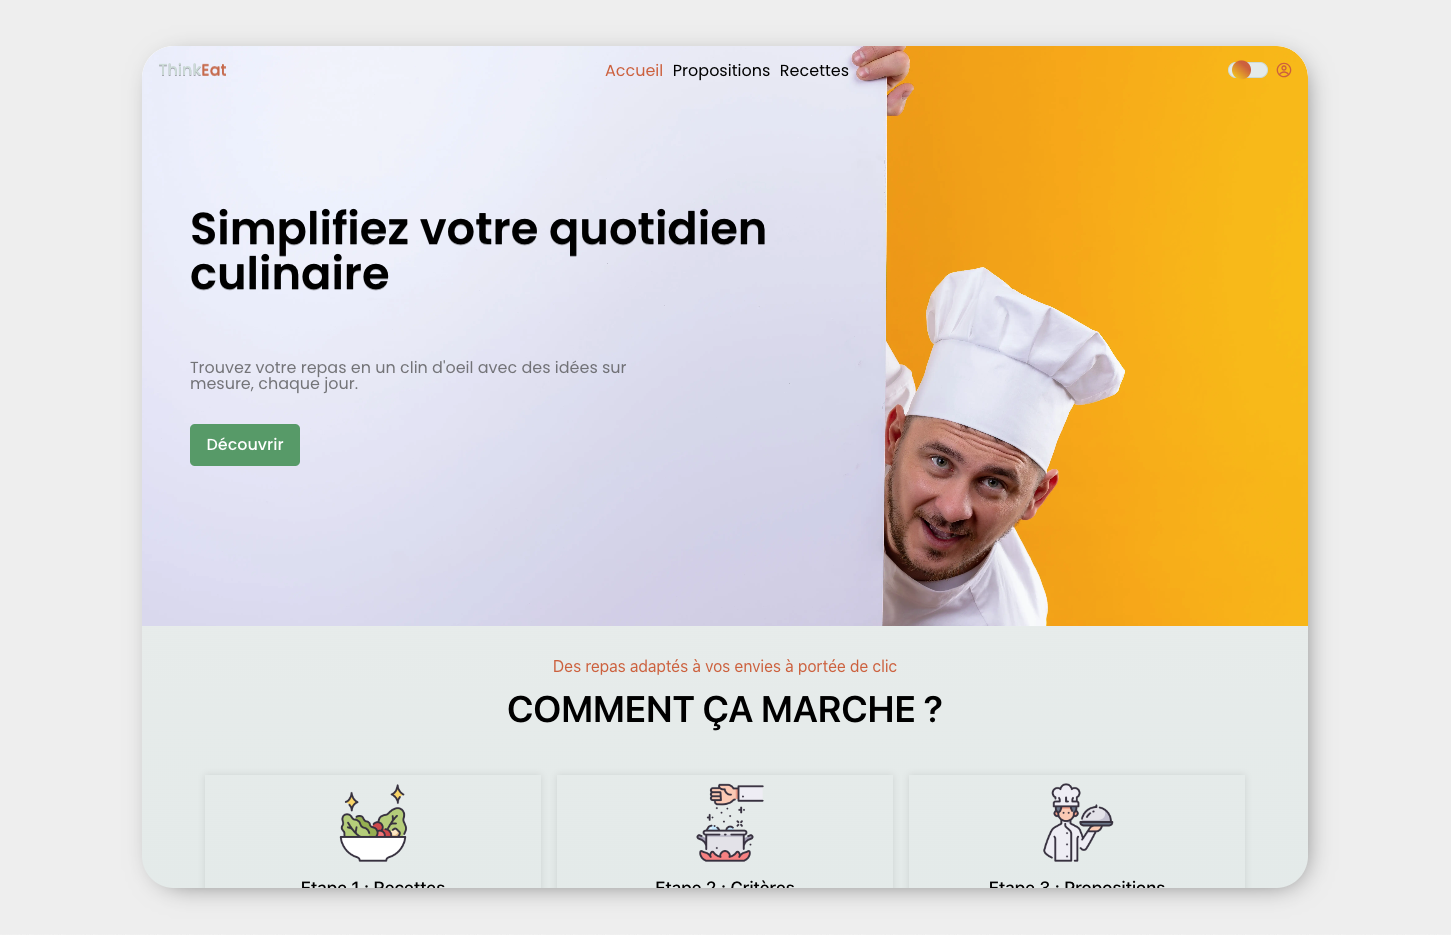 ThinkEat
Accueil Propositions Recettes
Simplifiez votre quotidien
culinaire
Trouvez votre repas en un clin d'oeil avec des idées sur
mesure, chaque jour.
Découvrir
Des repas adaptés à vos envies à portée de clic
COMMENT ÇA MARCHE ?
Etape 1 : Recettes
Etape 2 : Critères
Etape 3 : Propositions